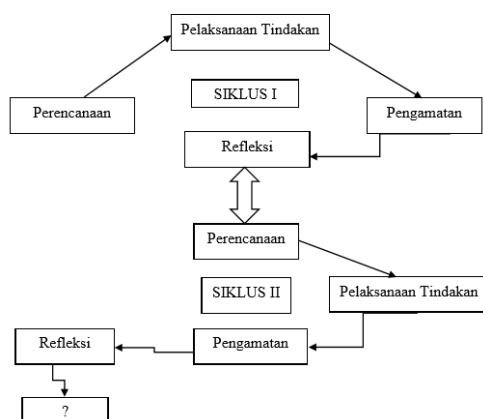 Pelaksanaan Tindakan
SIKLUS I
Perencanaan
Pengamatan
Refleksi
Perencanaan
SIKLUS II
Pelaksanaan Tindakan
Refleksi
Pengamatan
?